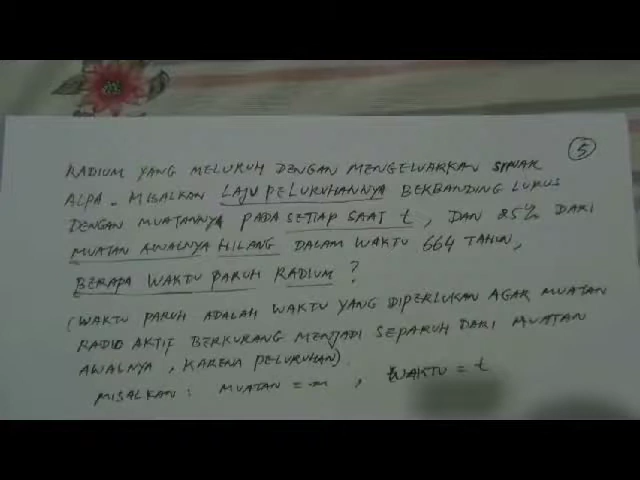 5
RADIUM YANG MELURUH DENGAN MENGELUARKAN SINAR
ALPA. MISALKAN LAJU PELURUHANNYA BERBANDING LURUS
DENGAN MUATANNYA PADA SETIAP SAAT t, DAN 25% DARI
MUATAN AWALNYA HILANG DALAM WAKTU 664 TAHUN,
BERAPA WAKTU PARUH RADIUM?
(WAKTU PARUH ADALAH WAKTU YANG DIPERLUKAN AGAR MUATAN
RADIO AKTIF BERKURANG MENJADI SEPARUH DARI MUATAN
AWALNYA, KARENA PELURUHAN).
MISALKAN: MUATAN = m, WAKTU = t